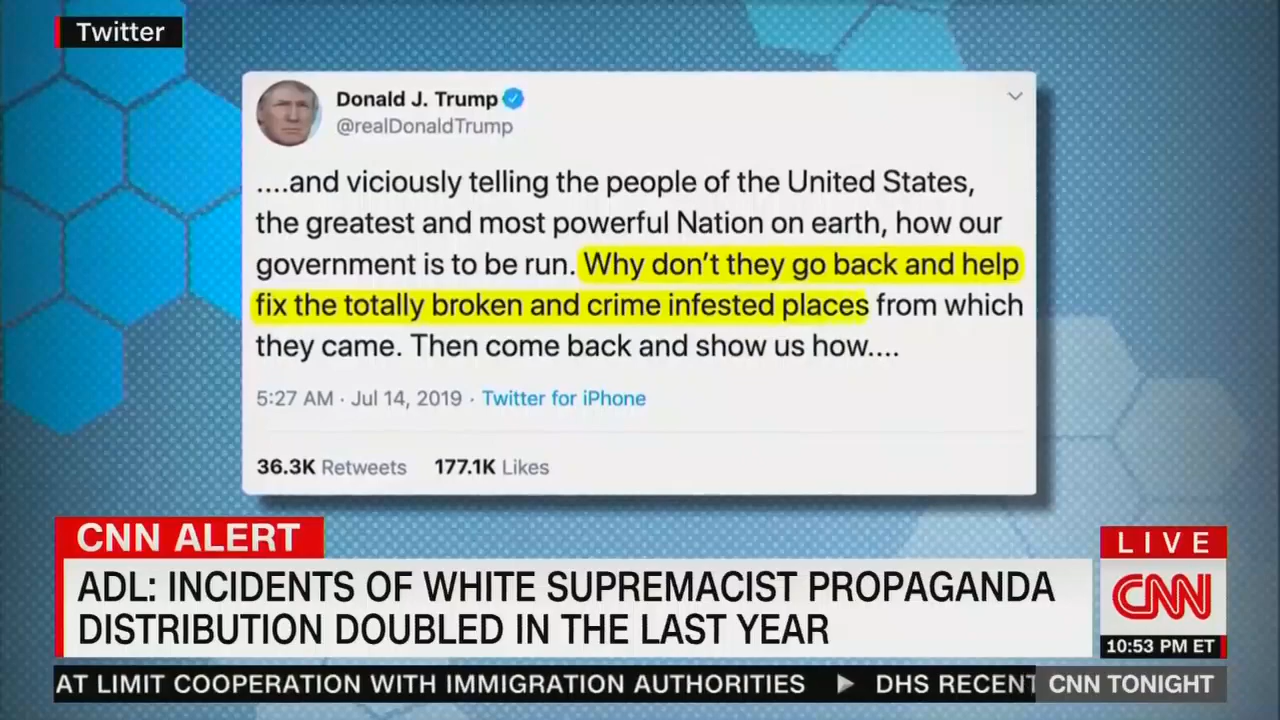 Twitter
Donald J. Trump
@realDonaldTrump
....and viciously telling the people of the United States,
the greatest and most powerful Nation on earth, how our
government is to be run. Why don't they go back and help
fix the totally broken and crime infested places from which
they came. Then come back and show us how....
5:27 AM · Jul 14, 2019 · Twitter for iPhone
36.3K Retweets 177.1K Likes
CNN ALERT
ADL: INCIDENTS OF WHITE SUPREMACIST PROPAGANDA
DISTRIBUTION DOUBLED IN THE LAST YEAR
LIVE
CNN
10:53 PM ET
AT LIMIT COOPERATION WITH IMMIGRATION AUTHORITIES ▶ DHS RECENT
CNN TONIGHT